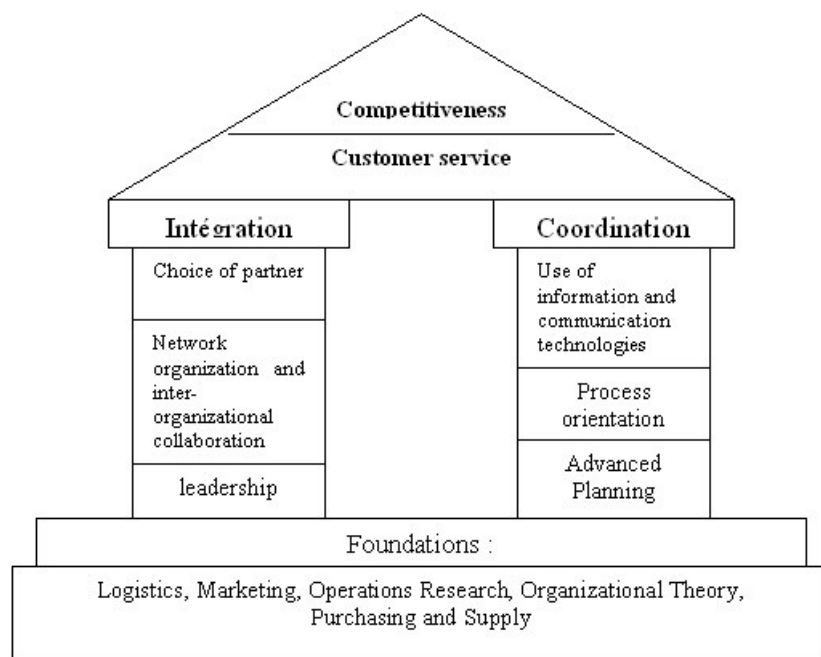 Competitiveness
Customer service
Intégration
Coordination
Choice of partner
Network
organization and
inter-
organizational
collaboration
leadership
Use of
information and
communication
technologies
Process
orientation
Advanced
Planning
Foundations :
Logistics, Marketing, Operations Research, Organizational Theory,
Purchasing and Supply